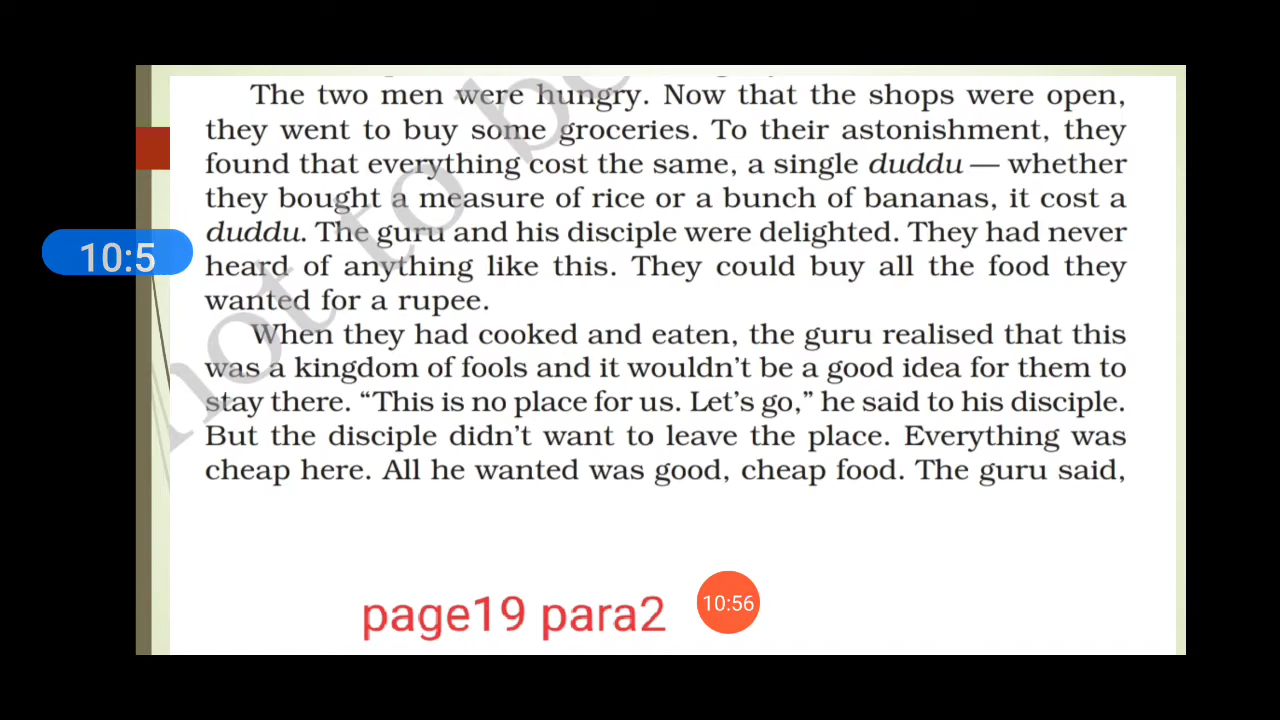 The two men were hungry. Now that the shops were open,
they went to buy some groceries. To their astonishment, they
found that everything cost the same, a single duddu — whether
they bought a measure of rice or a bunch of bananas, it cost a
duddu. The guru and his disciple were delighted. They had never
heard of anything like this. They could buy all the food they
wanted for a rupee.
When they had cooked and eaten, the guru realised that this
was a kingdom of fools and it wouldn't be a good idea for them to
stay there. “This is no place for us. Let's go,” he said to his disciple.
But the disciple didn't want to leave the place. Everything was
cheap here. All he wanted was good, cheap food. The guru said,
not to be
10:5
page19 para2
10:56